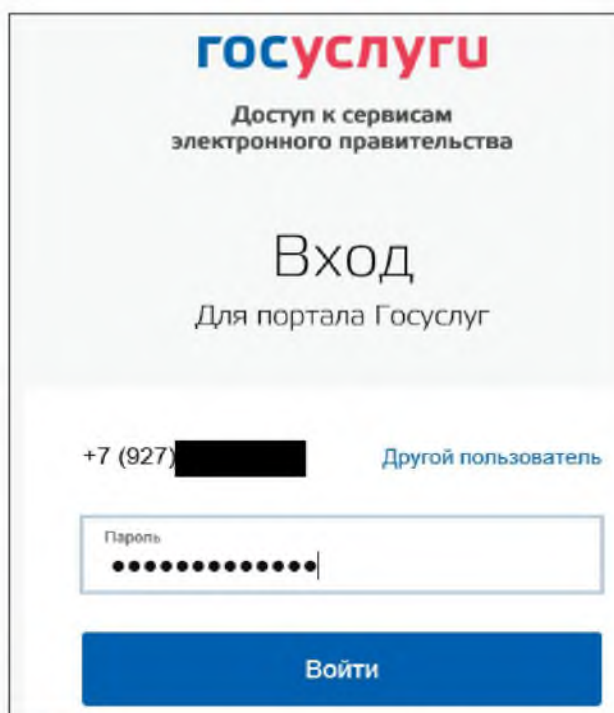 госуслуги
Доступ к сервисам
электронного правительства
Вход
Для портала Госуслуг
+7 (927)
Другой пользователь
Пароль
•••••••••••••
Войти